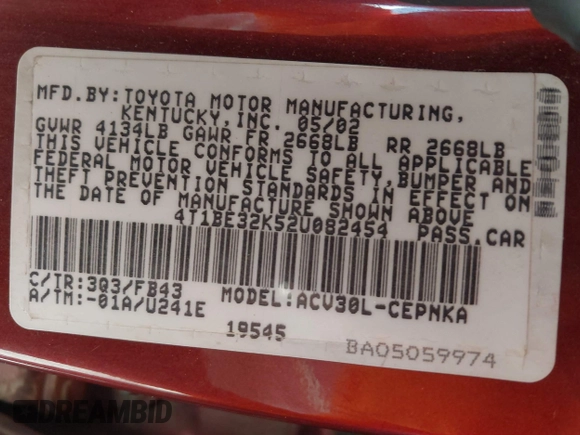 MFD.BY:TOYOTA MOTOR MANUFACTURING,
KENTUCKY,INC. 05/02
GVWR 4134LB GAWR FR 2668LB RR 2668LB
THIS VEHICLE CONFORMS TO ALL APPLICABLE
FEDERAL MOTOR VEHICLE SAFETY,BUMPER AND
THEFT PREVENTION STANDARDS IN EFFECT ON
THE DATE OF MANUFACTURE SHOWN ABOVE
4T1BE32K52U082454 PASS.CAR
C/TR:3Q3/FB43 MODEL:ACV30L-CEPNKA
A/TM:-01A/U241E
19545
BA05059974
DREAMBID